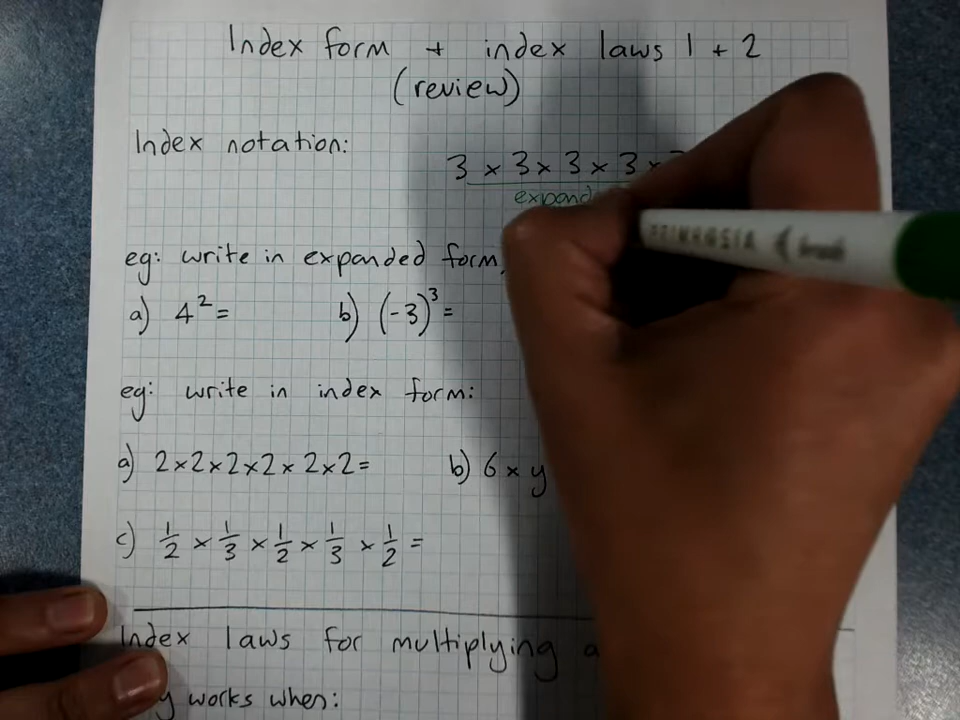 Index form + index laws 1 + 2
(review)
Index notation: 3 × 3 × 3 × 3 ×
eg: write in expanded form,
a) 4² = b) (-3)³ =
eg: write in index form:
a) 2×2×2×2×2×2= b) 6 × y
c) 1/2 × 1/3 × 1/2 × 1/3 × 1/2 =
Index laws for multiplying
works when: